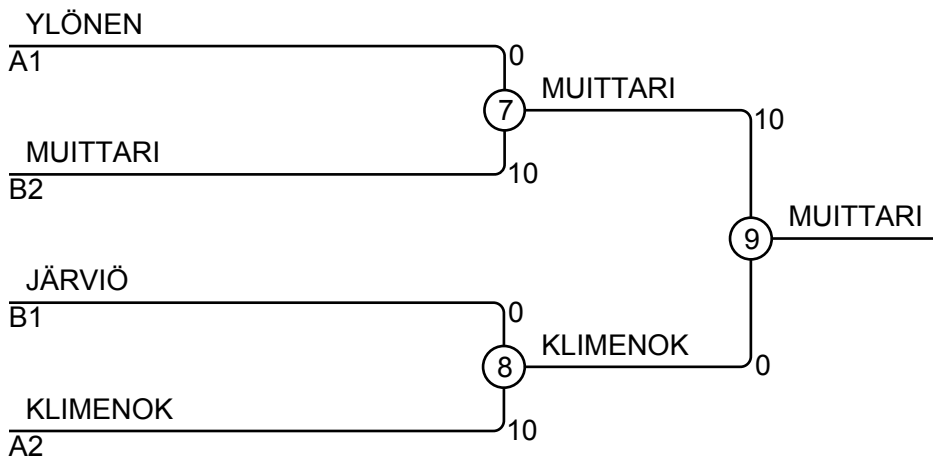 YLÖNEN
A1
0
7
MUITTARI
10
MUITTARI
10
B2
9
MUITTARI
JÄRVIÖ
B1
0
8
KLIMENOK
0
KLIMENOK
10
A2